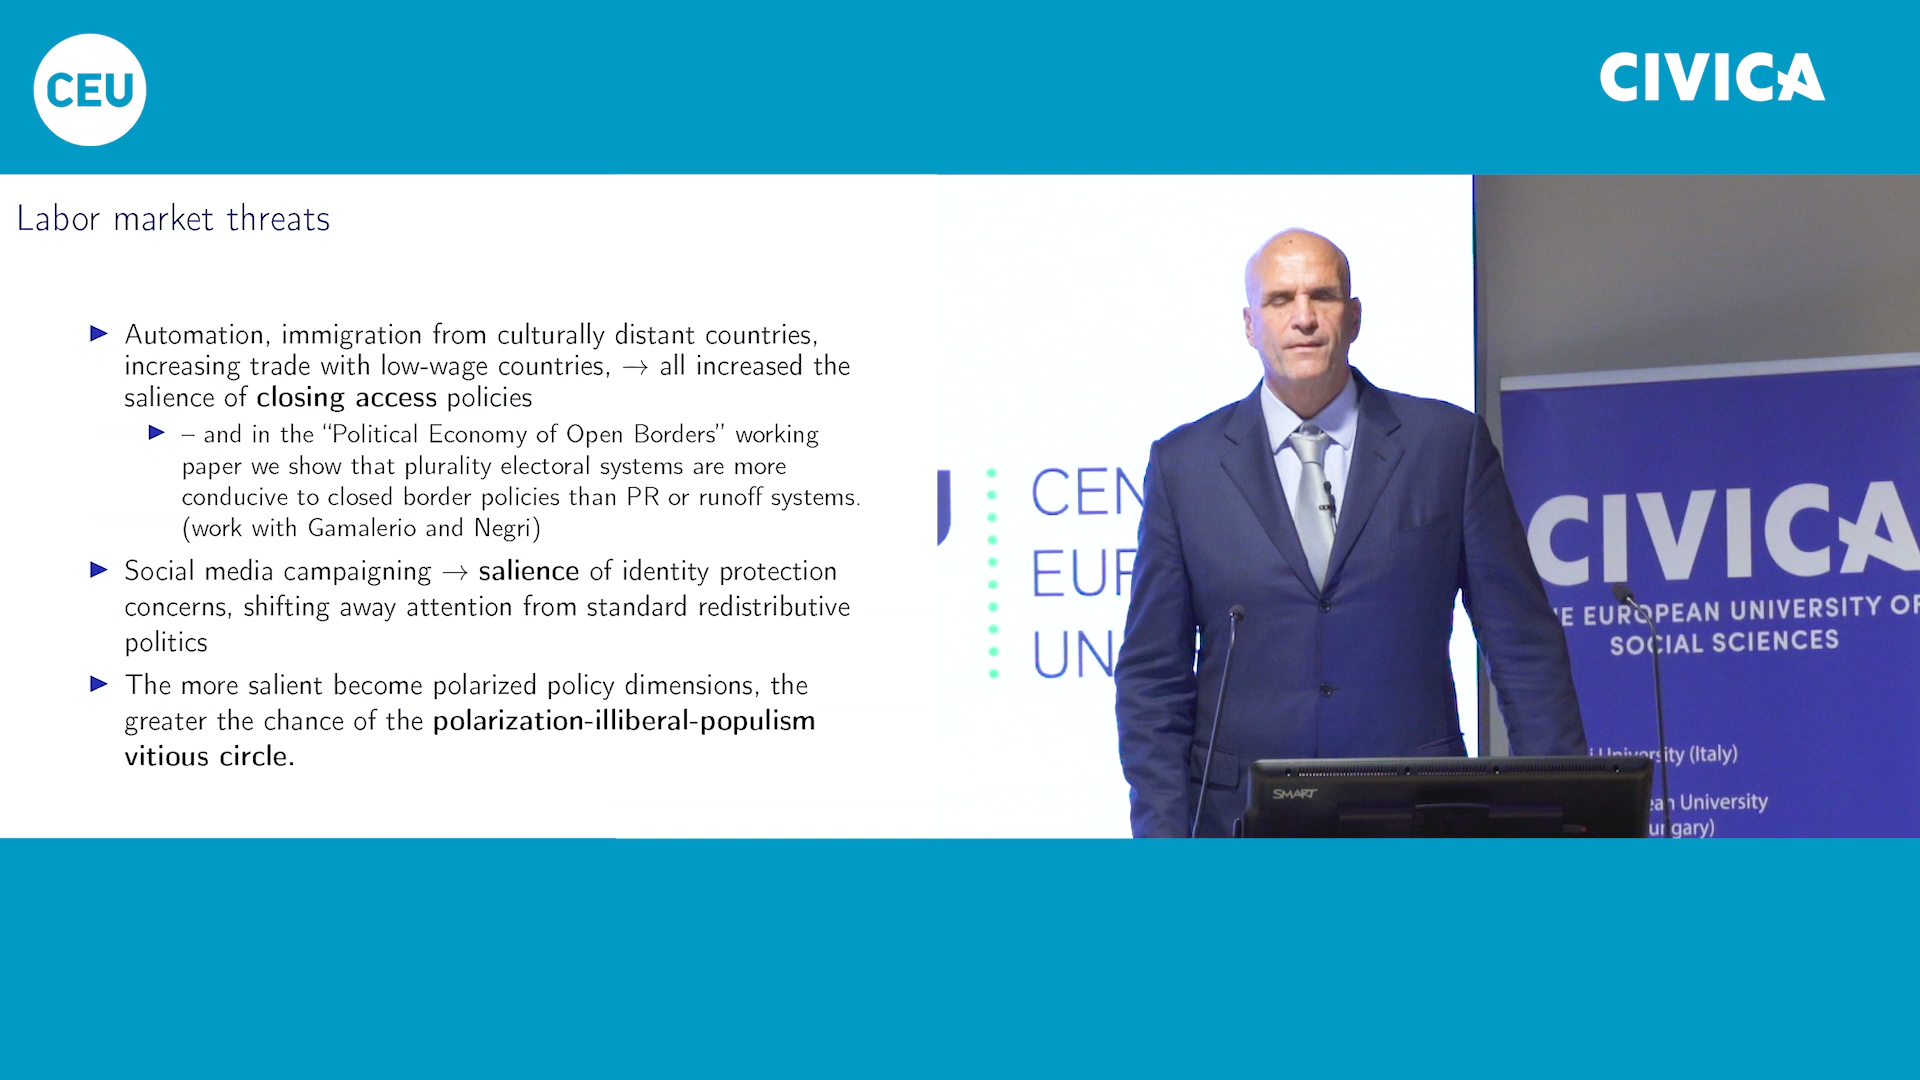 CEU
CIVICA
Labor market threats
Automation, immigration from culturally distant countries,
increasing trade with low-wage countries, → all increased the
salience of closing access policies
– and in the “Political Economy of Open Borders” working
paper we show that plurality electoral systems are more
conducive to closed border policies than PR or runoff systems.
(work with Gamalerio and Negri)
Social media campaigning → salience of identity protection
concerns, shifting away attention from standard redistributive
politics
The more salient become polarized policy dimensions, the
greater the chance of the polarization-illiberal-populism
vitious circle.
CEN
EUR
UN
CIVICA
E EUROPEAN UNIVERSITY OF
SOCIAL SCIENCES
i University (Italy)
ean University
ungary)
SMART